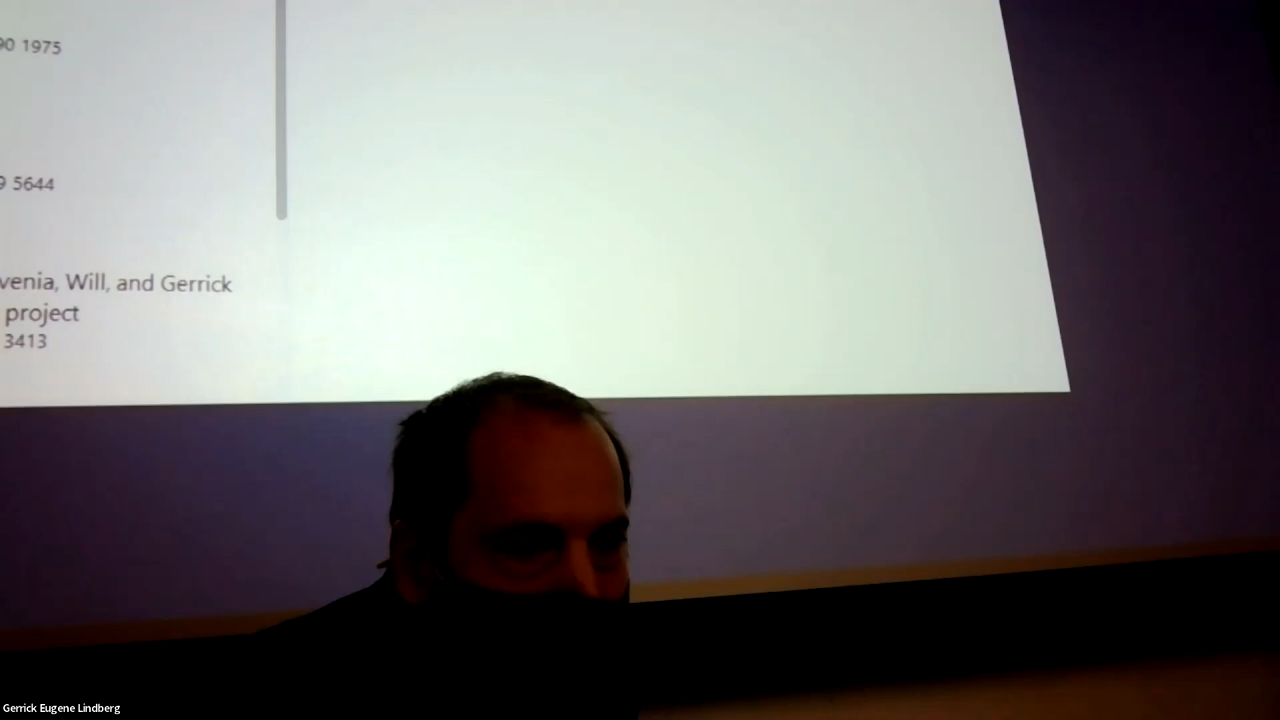 90 1975
9 5644
venia, Will, and Gerrick
project
3413
Gerrick Eugene Lindberg